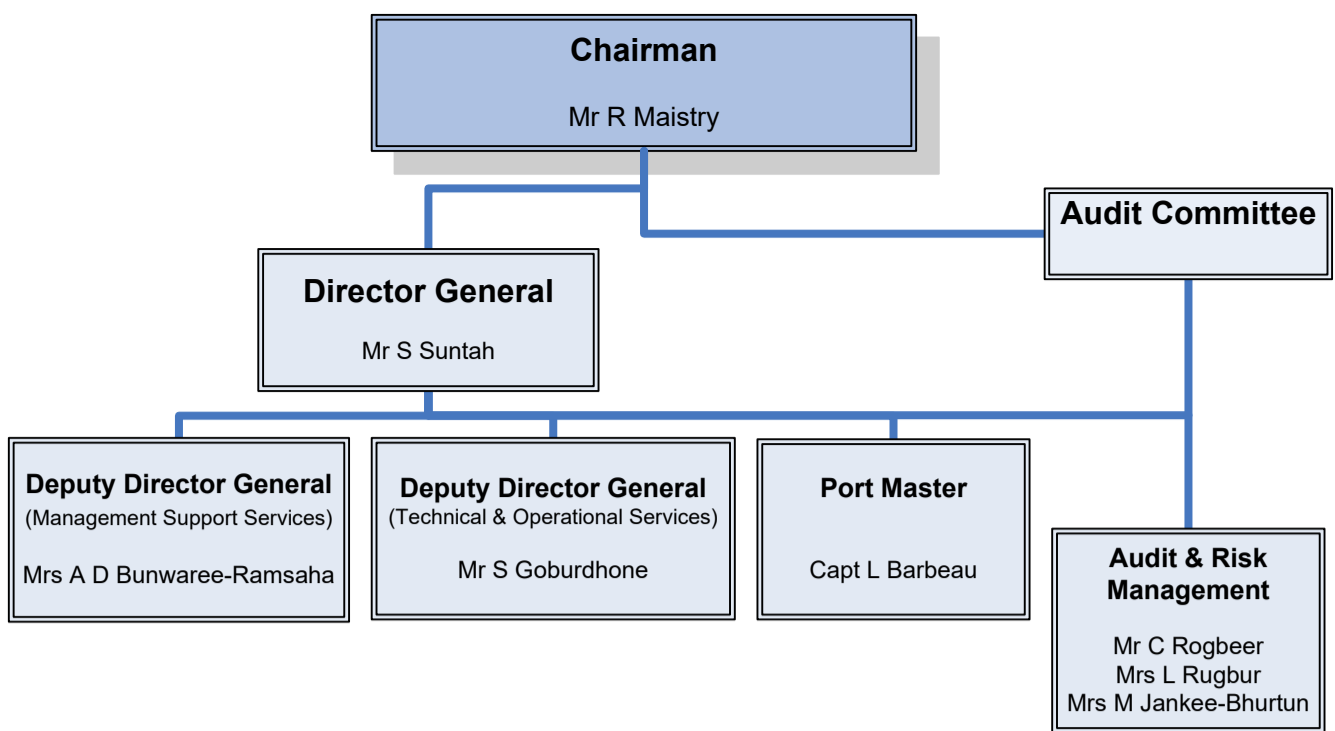 Chairman
Mr R Maistry
Audit Committee
Director General
Mr S Suntah
Deputy Director General
(Management Support Services)
Mrs A D Bunwaree-Ramsaha
Deputy Director General
(Technical & Operational Services)
Mr S Goburdhone
Port Master
Capt L Barbeau
Audit & Risk
Management
Mr C Rogbeer
Mrs L Rugbur
Mrs M Jankee-Bhurtun